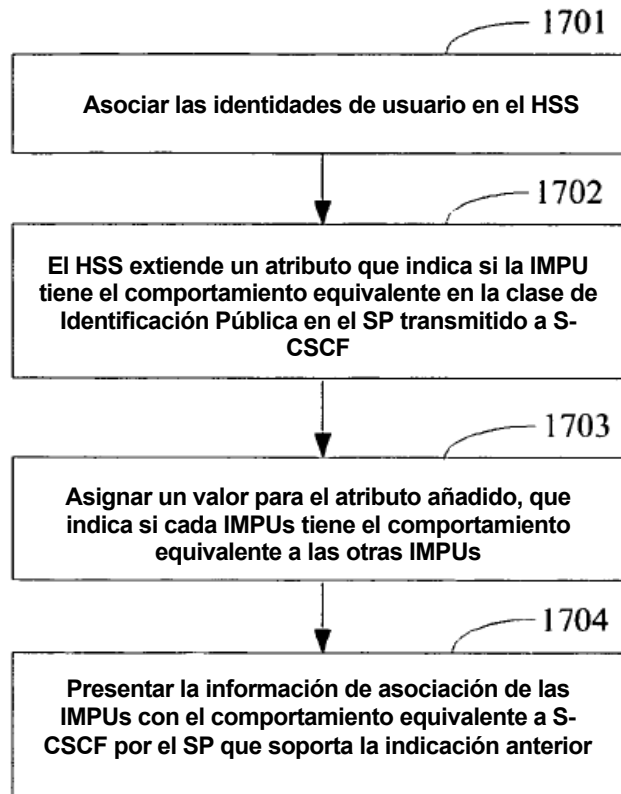 1701
Asociar las identidades de usuario en el HSS
1702
El HSS extiende un atributo que indica si la IMPU
tiene el comportamiento equivalente en la clase de
Identificación Pública en el SP transmitido a S-
CSCF
1703
Asignar un valor para el atributo añadido, que
indica si cada IMPUs tiene el comportamiento
equivalente a las otras IMPUs
1704
Presentar la información de asociación de las
IMPUs con el comportamiento equivalente a S-
CSCF por el SP que soporta la indicación anterior